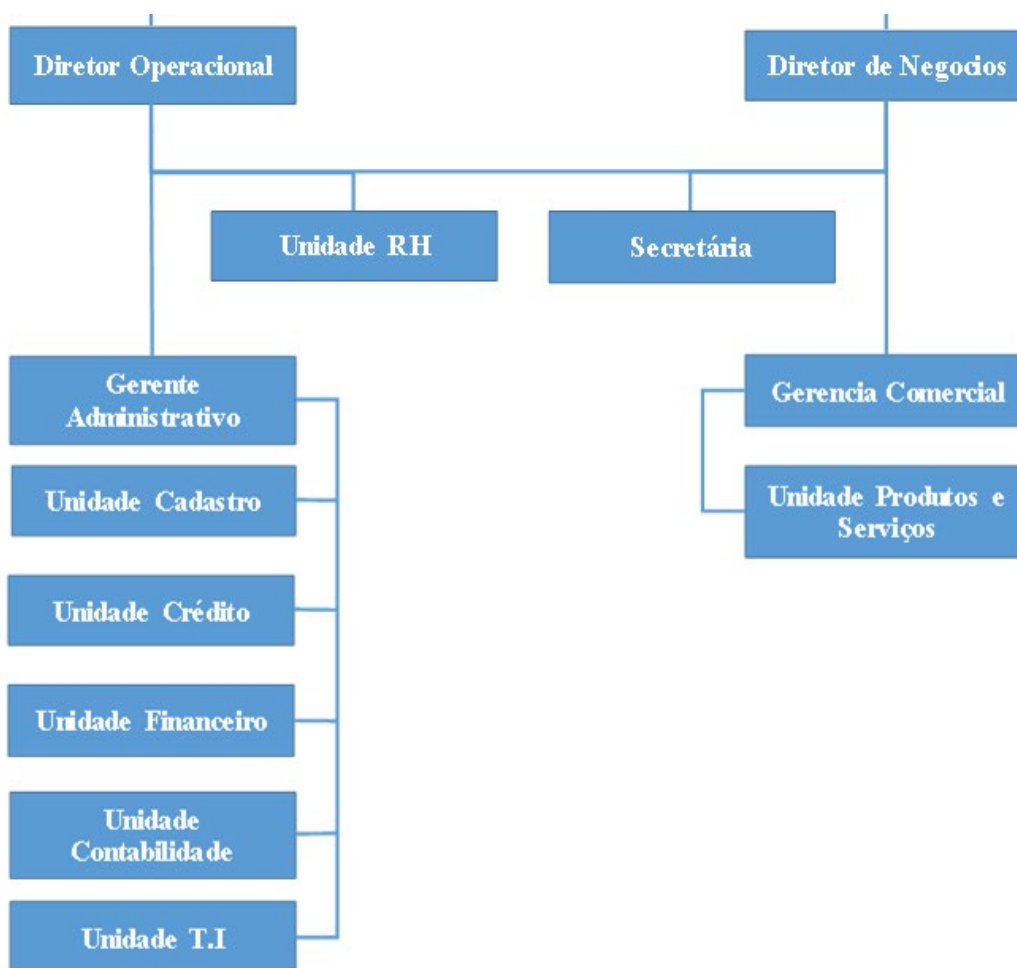 Diretor Operacional
Diretor de Negocios
Unidade RH
Secretária
Gerente
Administrativo
Gerencia Comercial
Unidade Cadastro
Unidade Produtos e
Serviços
Unidade Crédito
Unidade Financeiro
Unidade
Contabilidade
Unidade T.I